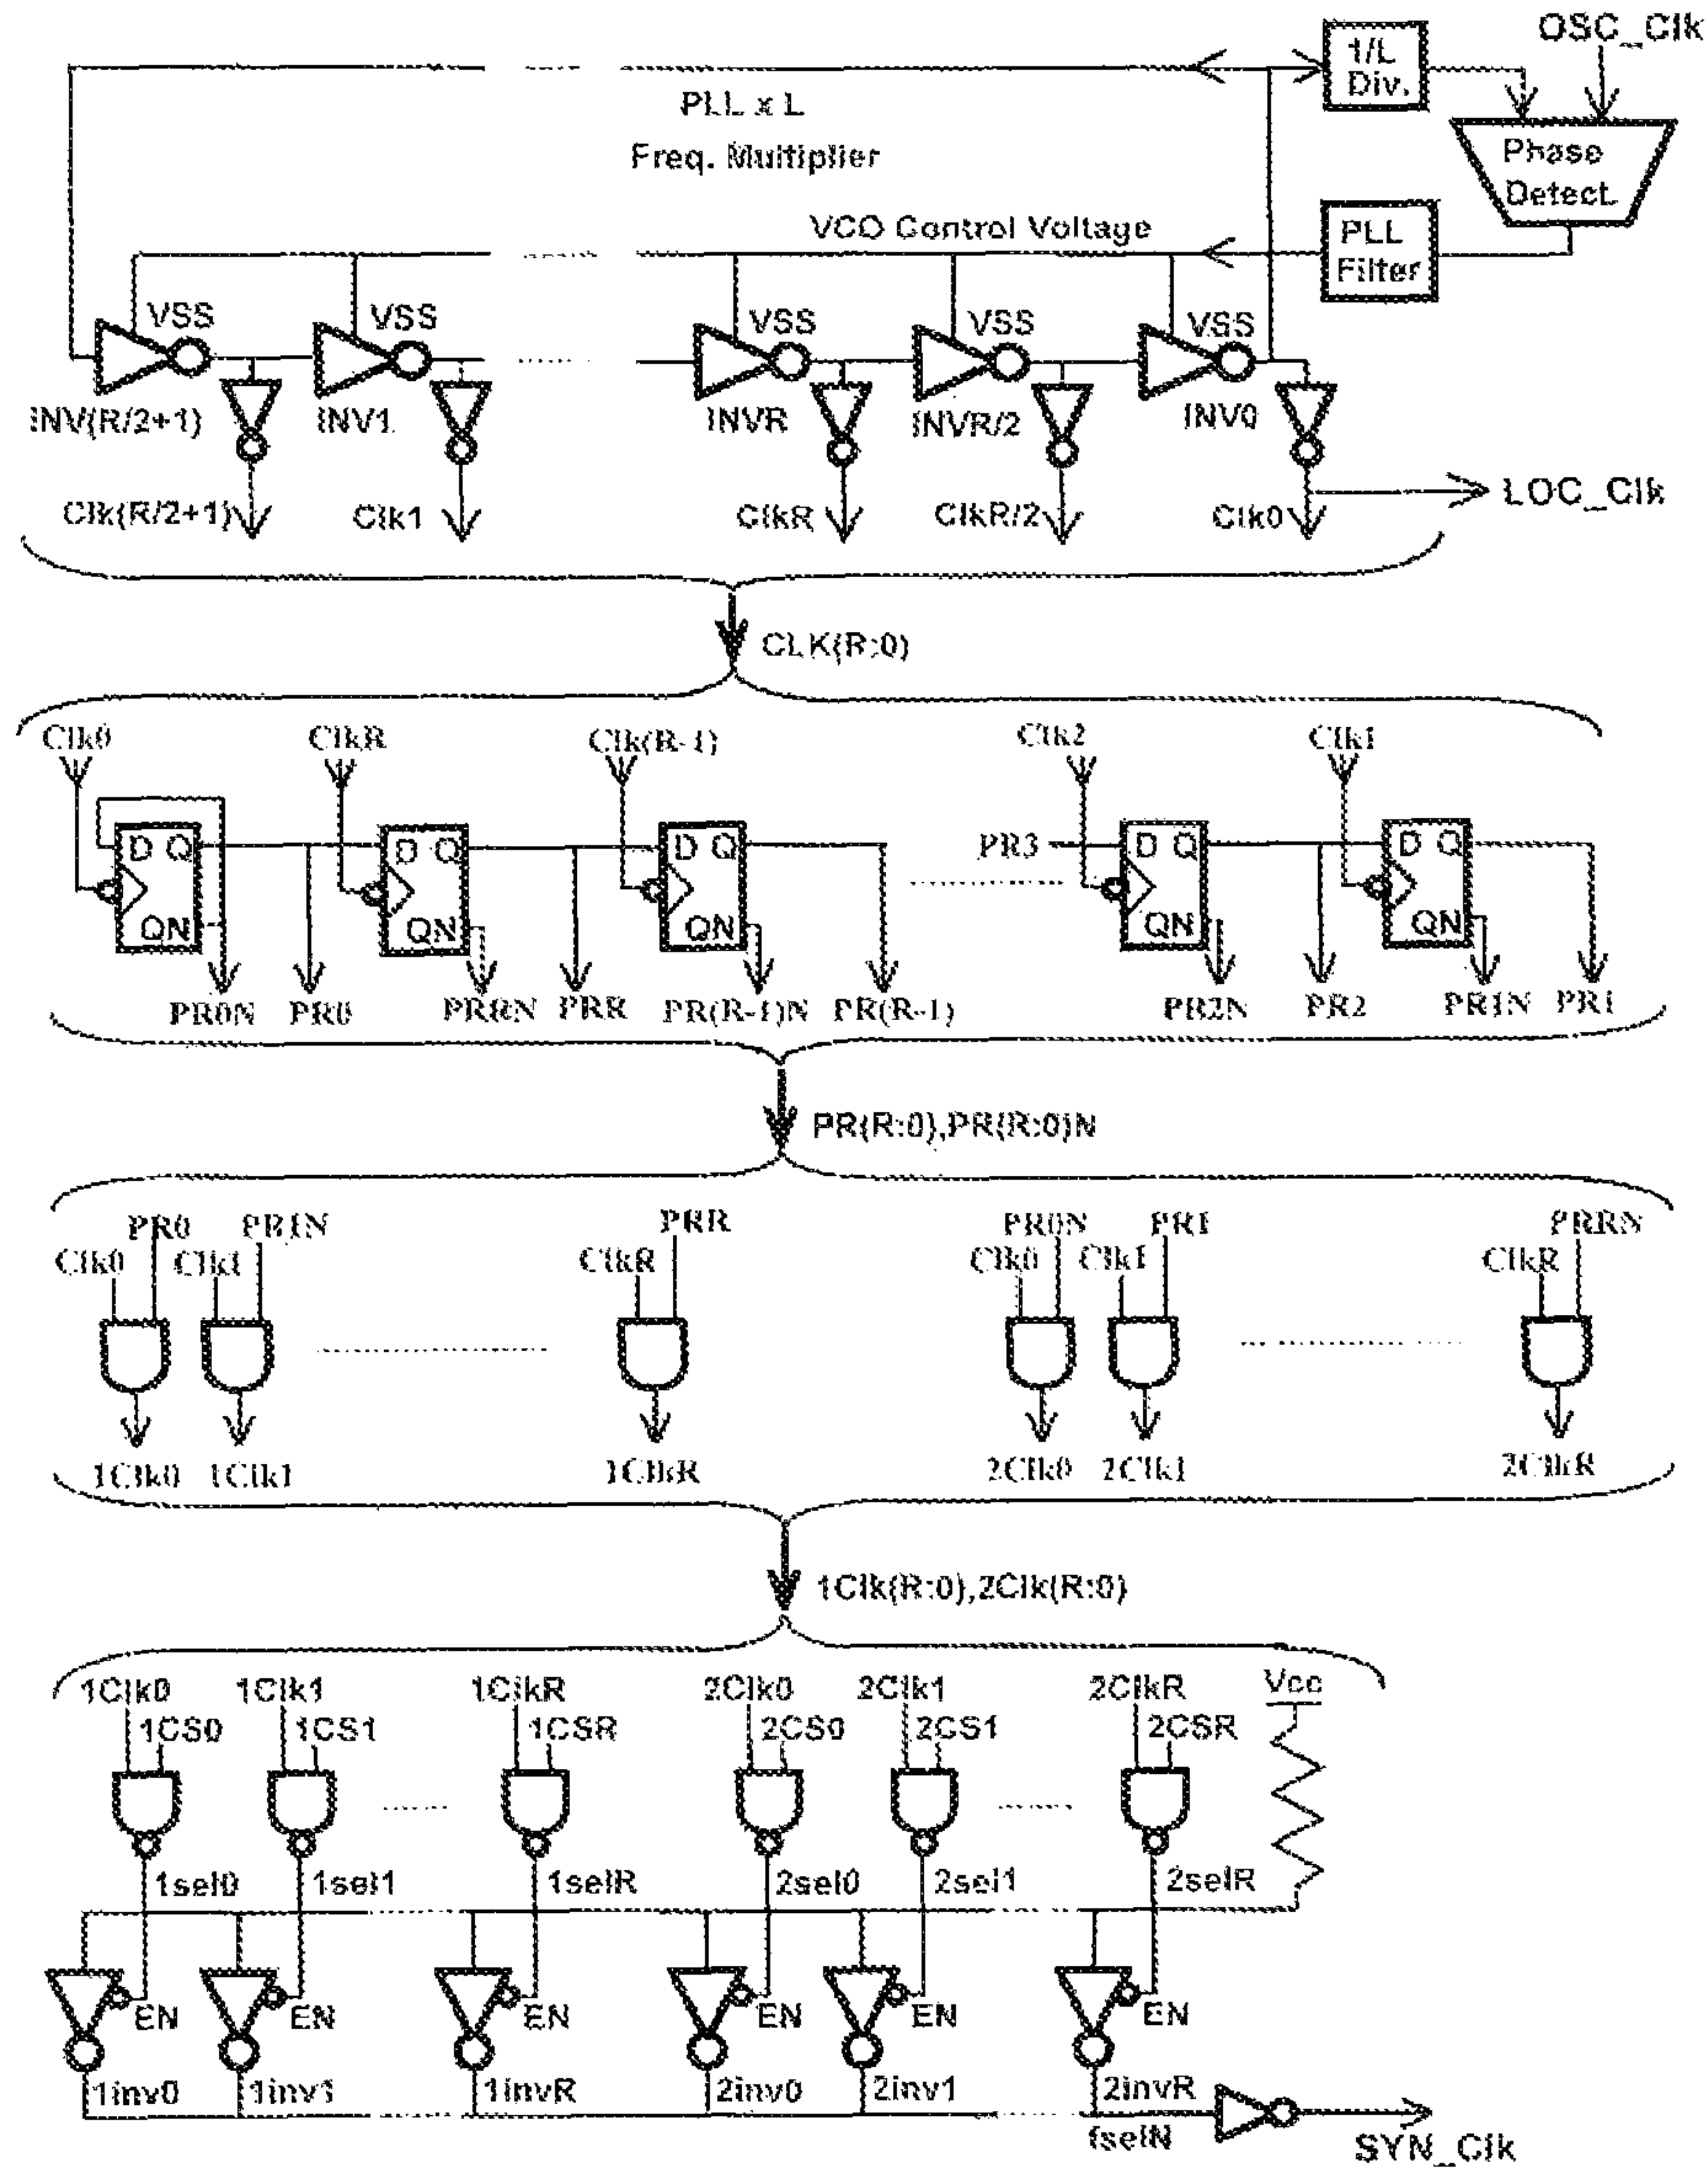 OSC_Clk
1/L
Div.
PLL x L
Freq. Multiplier
Phase
Detect.
VCO Control Voltage
PLL
Filter
VSS VSS VSS VSS VSS
INV(R/2+1) INV1 INVR INVR/2 INV0
Clk(R/2+1) Clk1 ClkR ClkR/2 Clk0 LOC_Clk
CLK(R:0)
Clk0 ClkR Clk(R-1) Clk2 Clk1
D Q D Q D Q PR3 D Q D Q
QN QN QN QN QN
PR0N PR0 PRRN PRR PR(R-1)N PR(R-1) PR2N PR2 PR1N PR1
PR(R:0),PR(R:0)N
PR0 PR1N PRR PR0N PR1 PRRN
Clk0 Clk1 ClkR Clk0 Clk1 ClkR
1Clk0 1Clk1 1ClkR 2Clk0 2Clk1 2ClkR
1Clk(R:0),2Clk(R:0)
1Clk0 1Clk1 1ClkR 2Clk0 2Clk1 2ClkR Vcc
1CS0 1CS1 1CSR 2CS0 2CS1 2CSR
1sel0 1sel1 1selR 2sel0 2sel1 2selR
EN EN EN EN EN EN
1inv0 1inv1 1invR 2inv0 2inv1 2invR
fselN SYN_Clk